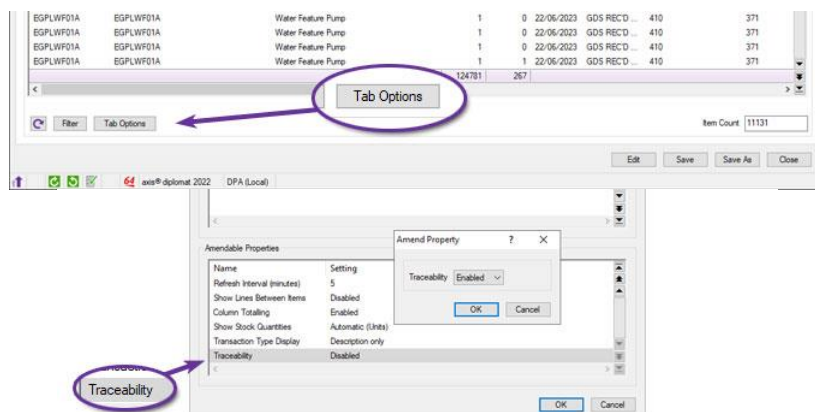 EGPLWF01A EGPLWF01A Water Feature Pump 1 0 22/06/2023 GDS REC'D ... 410 371
EGPLWF01A EGPLWF01A Water Feature Pump 1 0 22/06/2023 GDS REC'D ... 410 371
EGPLWF01A EGPLWF01A Water Feature Pump 1 0 22/06/2023 GDS REC'D ... 410 371
EGPLWF01A EGPLWF01A Water Feature Pump 1 1 22/06/2023 GDS REC'D ... 410 371
124781 267
Tab Options
Filter Tab Options Item Count 11131
Edit Save Save As Close
axis® diplomat 2022 DPA (Local)
Amend Property ? X
Amendable Properties
Name Setting
Traceability Enabled
Refresh Interval (minutes) 5
Show Lines Between Items Disabled
Column Totalling Enabled
OK Cancel
Show Stock Quantities Automatic (Units)
Transaction Type Display Description only
Traceability Disabled
Traceability
OK Cancel